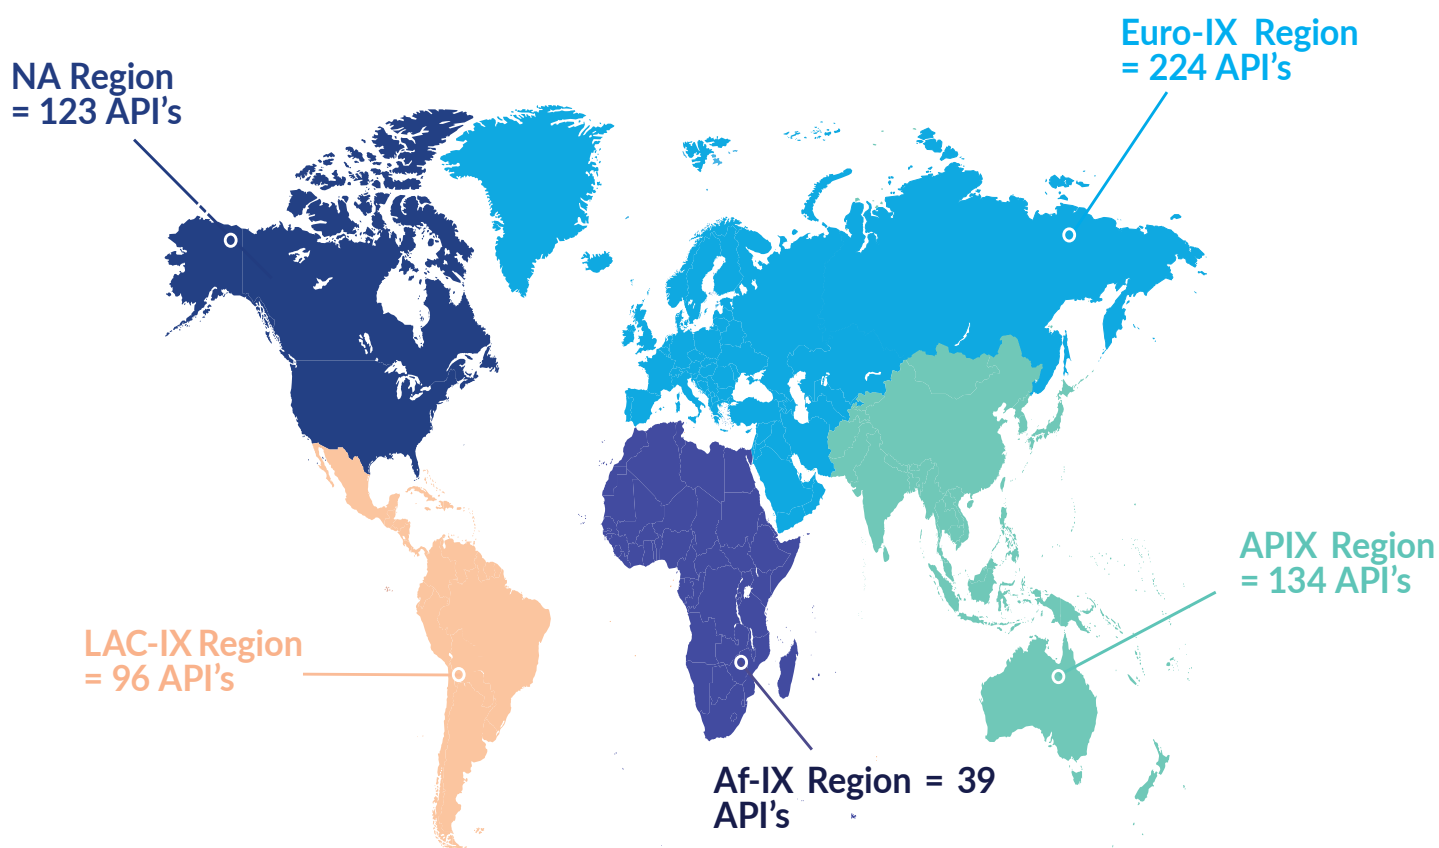 Euro-IX Region
= 224 API’s
NA Region
= 123 API’s
APIX Region
= 134 API’s
LAC-IX Region
= 96 API’s
Af-IX Region = 39
API’s